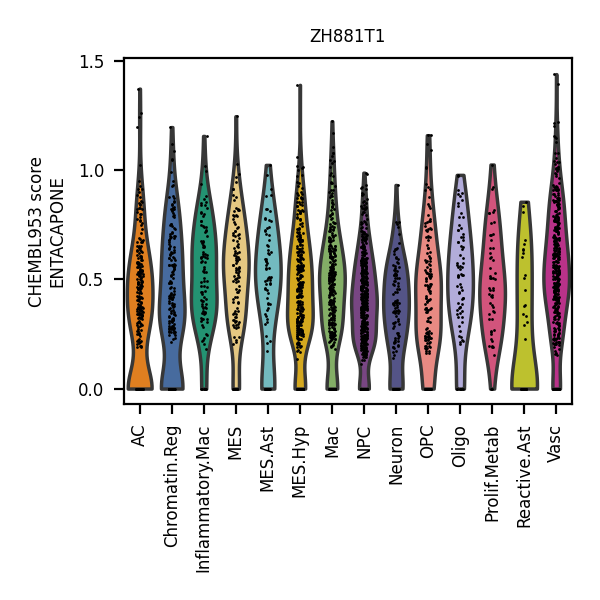 ZH881T1
CHEMBL953 score
ENTACAPONE
1.5
1.0
0.5
0.0
AC
Chromatin.Reg
Inflammatory.Mac
MES
MES.Ast
MES.Hyp
Mac
NPC
Neuron
OPC
Oligo
Prolif.Metab
Reactive.Ast
Vasc